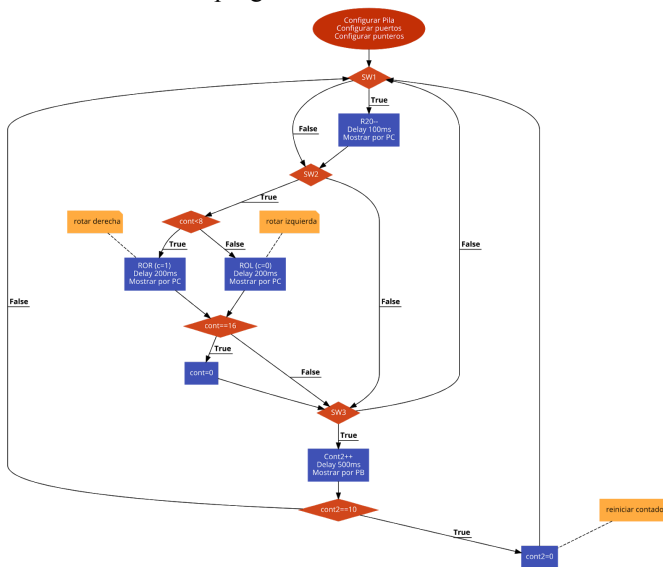 Configurar Pila
Configurar puertos
Configurar punteros
SW1
True
R20--
Delay 100ms
Mostrar por PC
False
SW2
True
cont<8
rotar derecha
rotar izquierda
True
False
ROR (c=1)
Delay 200ms
Mostrar por PC
ROL (c=0)
Delay 200ms
Mostrar por PC
False
False
False
cont==16
True
cont=0
False
SW3
True
Cont2++
Delay 500ms
Mostrar por PB
cont2==10
True
reiniciar contado
cont2=0